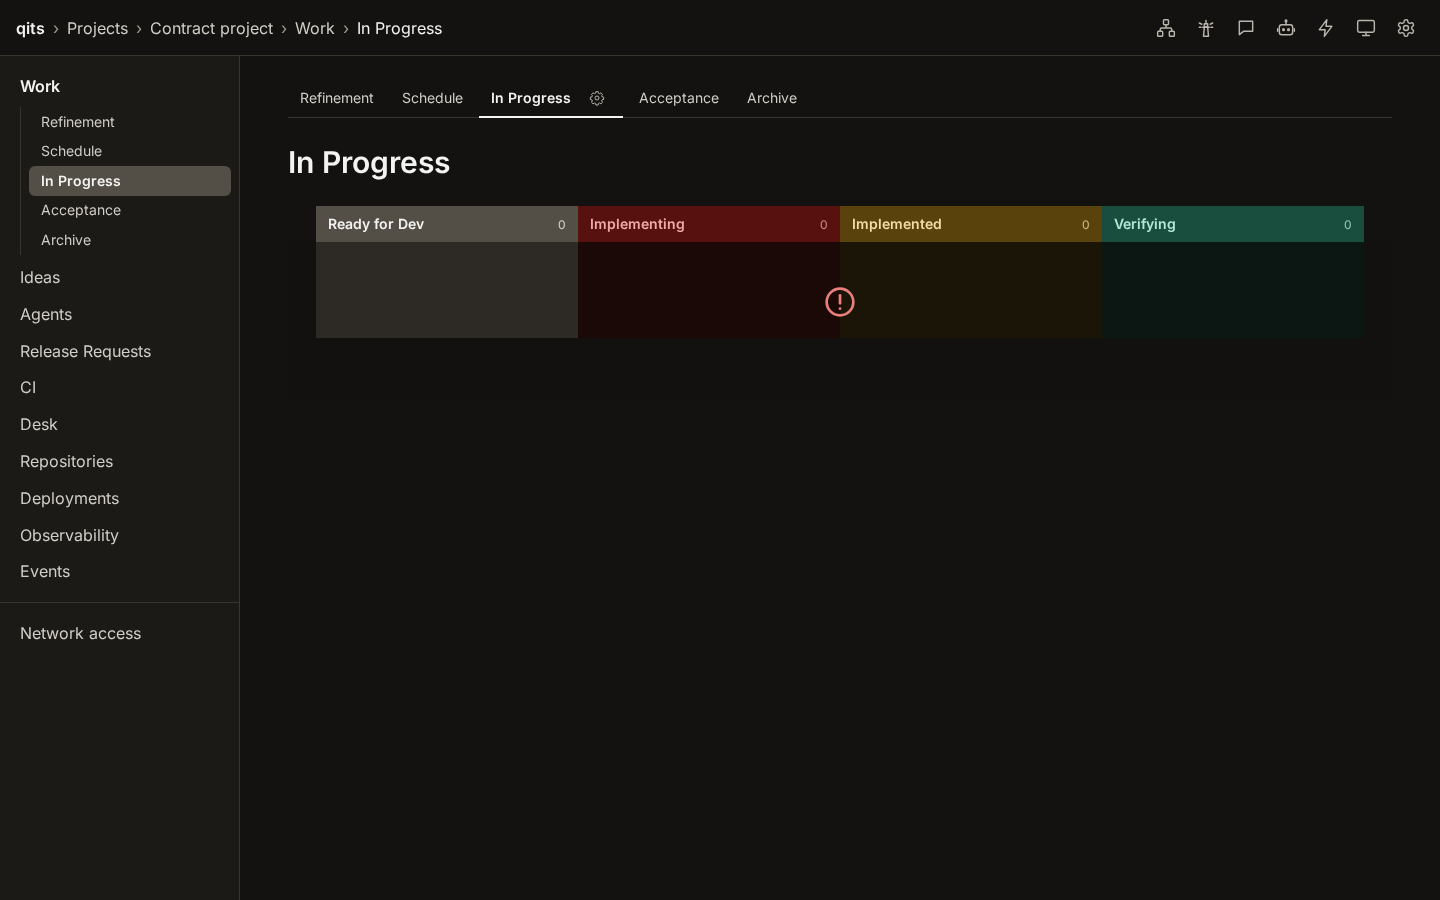 qits › Projects › Contract project › Work › In Progress
Work
Refinement
Schedule
In Progress
Acceptance
Archive
Ideas
Agents
Release Requests
CI
Desk
Repositories
Deployments
Observability
Events
Network access
Refinement Schedule In Progress Acceptance Archive
In Progress
Ready for Dev 0 Implementing 0 Implemented 0 Verifying 0